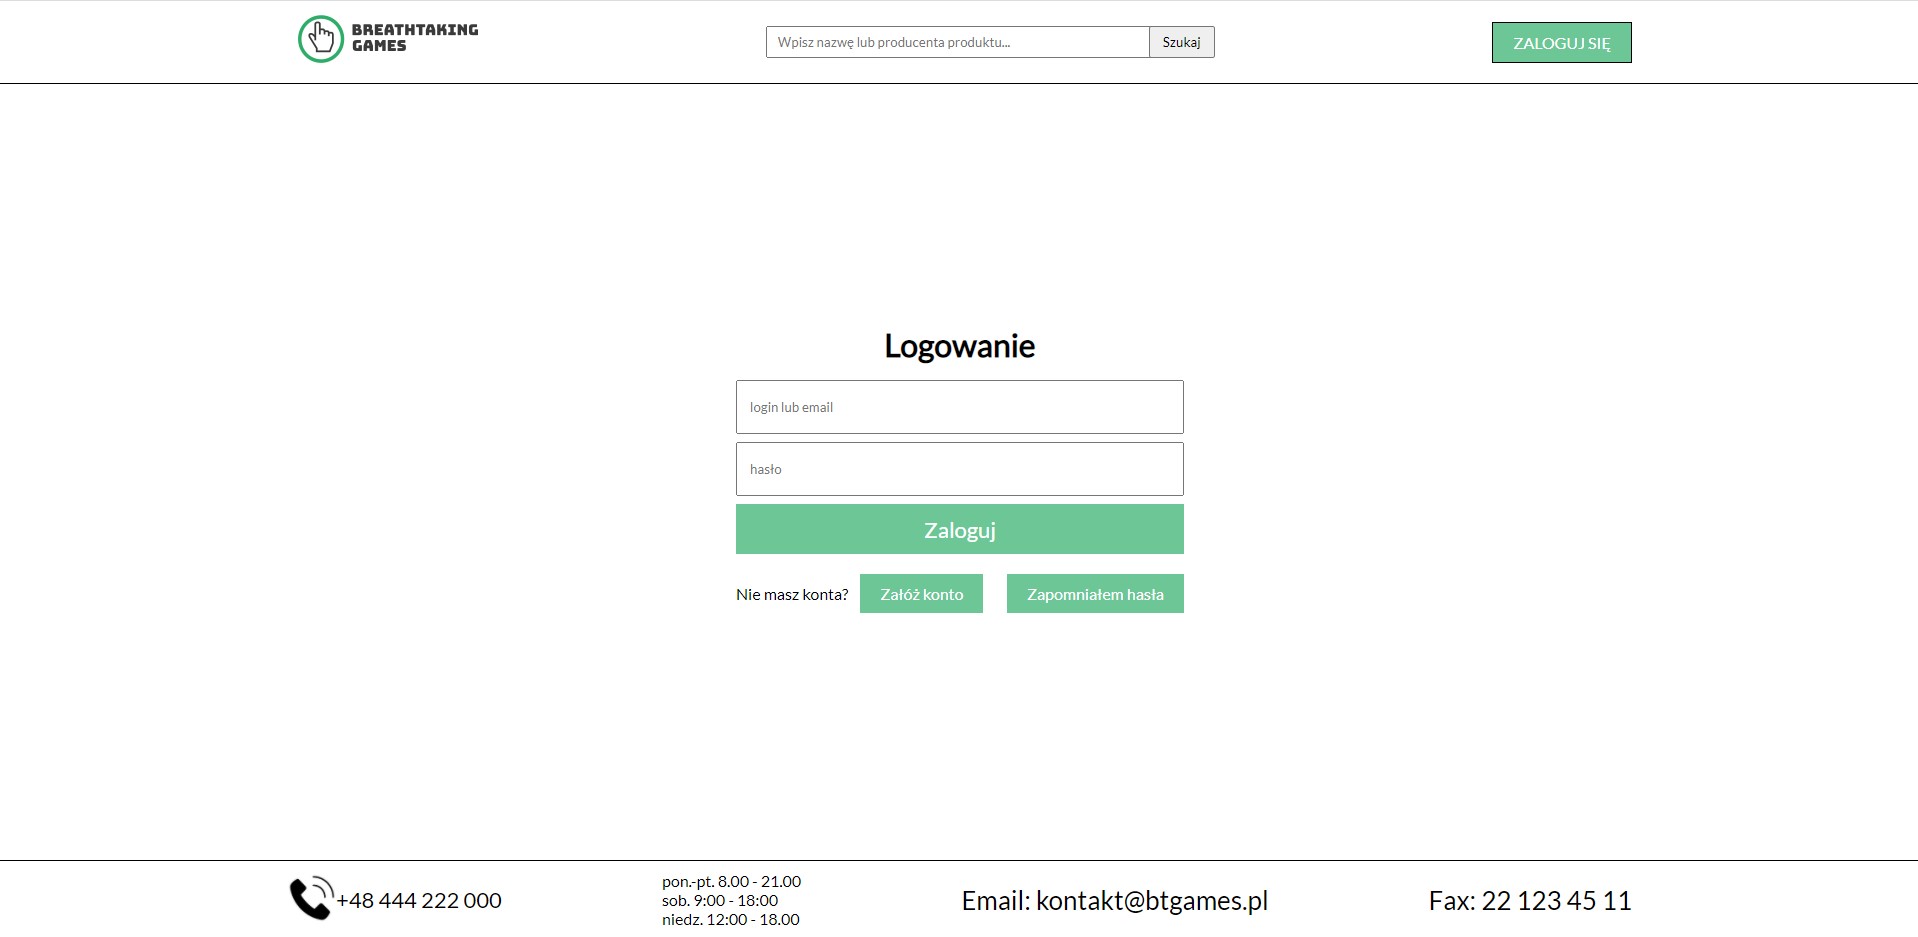 BREATHTAKING
GAMES
Wpisz nazwę lub producenta produktu...
Szukaj
ZALOGUJ SIĘ
Logowanie
login lub email
hasło
Zaloguj
Nie masz konta?
Załóż konto
Zapomniałem hasła
+48 444 222 000
pon.-pt. 8.00 - 21.00
sob. 9:00 - 18:00
niedz. 12:00 - 18.00
Email: kontakt@btgames.pl
Fax: 22 123 45 11